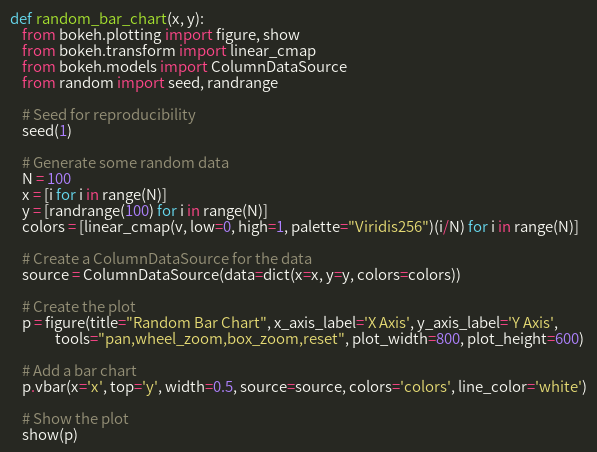 def random_bar_chart(x, y):
from bokeh.plotting import figure, show
from bokeh.transform import linear_cmap
from bokeh.models import ColumnDataSource
from random import seed, randrange
# Seed for reproducibility
seed(1)
# Generate some random data
N = 100
x = [i for i in range(N)]
y = [randrange(100) for i in range(N)]
colors = [linear_cmap(v, low=0, high=1, palette="Viridis256")(i/N) for i in range(N)]
# Create a ColumnDataSource for the data
source = ColumnDataSource(data=dict(x=x, y=y, colors=colors))
# Create the plot
p = figure(title="Random Bar Chart", x_axis_label='X Axis', y_axis_label='Y Axis',
tools="pan,wheel_zoom,box_zoom,reset", plot_width=800, plot_height=600)
# Add a bar chart
p.vbar(x='x', top='y', width=0.5, source=source, colors='colors', line_color='white')
# Show the plot
show(p)